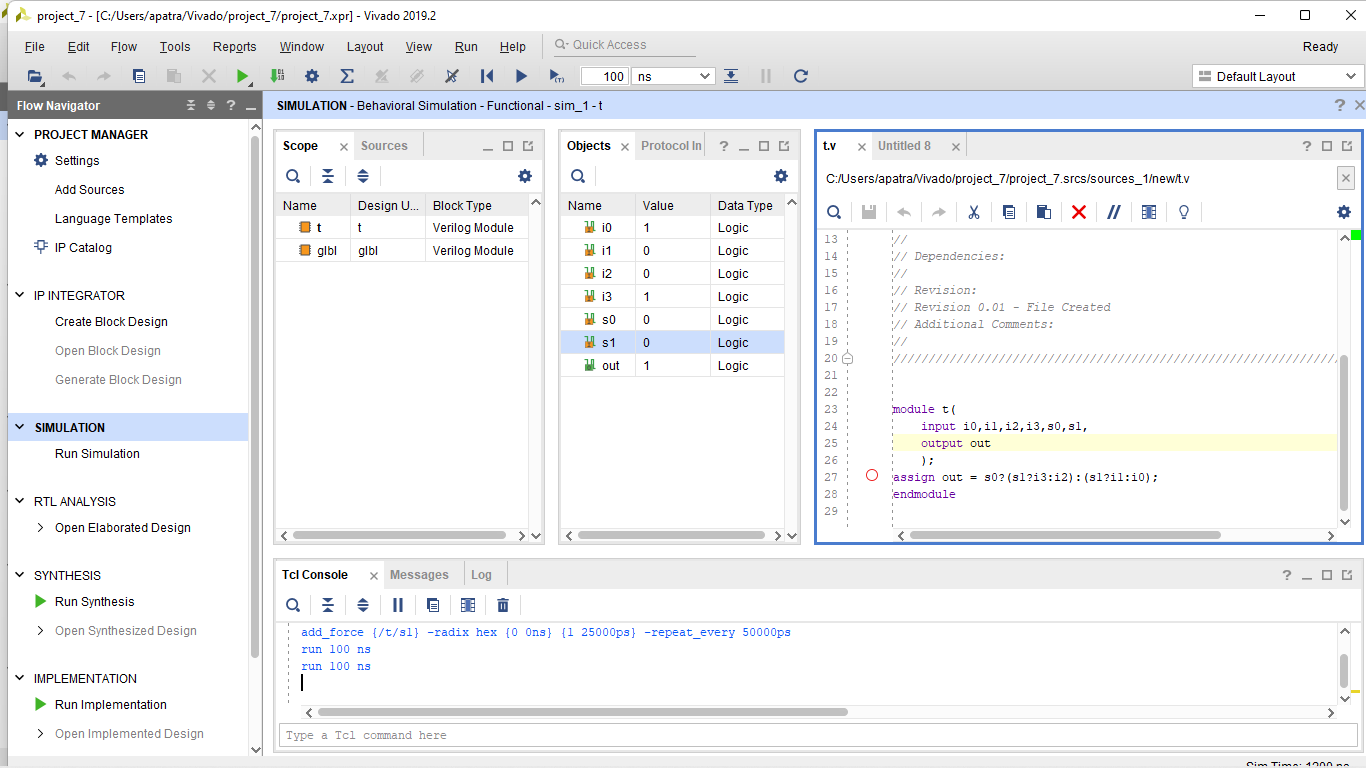 project_7 - [C:/Users/apatra/Vivado/project_7/project_7.xpr] - Vivado 2019.2
File Edit Flow Tools Reports Window Layout View Run Help Quick Access Ready
100 ns Default Layout
Flow Navigator
SIMULATION - Behavioral Simulation - Functional - sim_1 - t
PROJECT MANAGER
Settings
Add Sources
Language Templates
IP Catalog
IP INTEGRATOR
Create Block Design
Open Block Design
Generate Block Design
SIMULATION
Run Simulation
RTL ANALYSIS
Open Elaborated Design
SYNTHESIS
Run Synthesis
Open Synthesized Design
IMPLEMENTATION
Run Implementation
Open Implemented Design
Scope Sources
Name Design U... Block Type
t t Verilog Module
glbl glbl Verilog Module
Objects Protocol In
Name Value Data Type
i0 1 Logic
i1 0 Logic
i2 0 Logic
i3 1 Logic
s0 0 Logic
s1 0 Logic
out 1 Logic
t.v Untitled 8
C:/Users/apatra/Vivado/project_7/project_7.srcs/sources_1/new/t.v
13 //
14 // Dependencies:
15 //
16 // Revision:
17 // Revision 0.01 - File Created
18 // Additional Comments:
19 //
20 ////////////////////////////////////////////////////////////////
21
22
23 module t(
24 input i0,i1,i2,i3,s0,s1,
25 output out
26 );
27 assign out = s0?(s1?i3:i2):(s1?i1:i0);
28 endmodule
29
Tcl Console Messages Log
add_force {/t/s1} -radix hex {0 0ns} {1 25000ps} -repeat_every 50000ps
run 100 ns
run 100 ns
Type a Tcl command here
Sim Time: 1200 ns